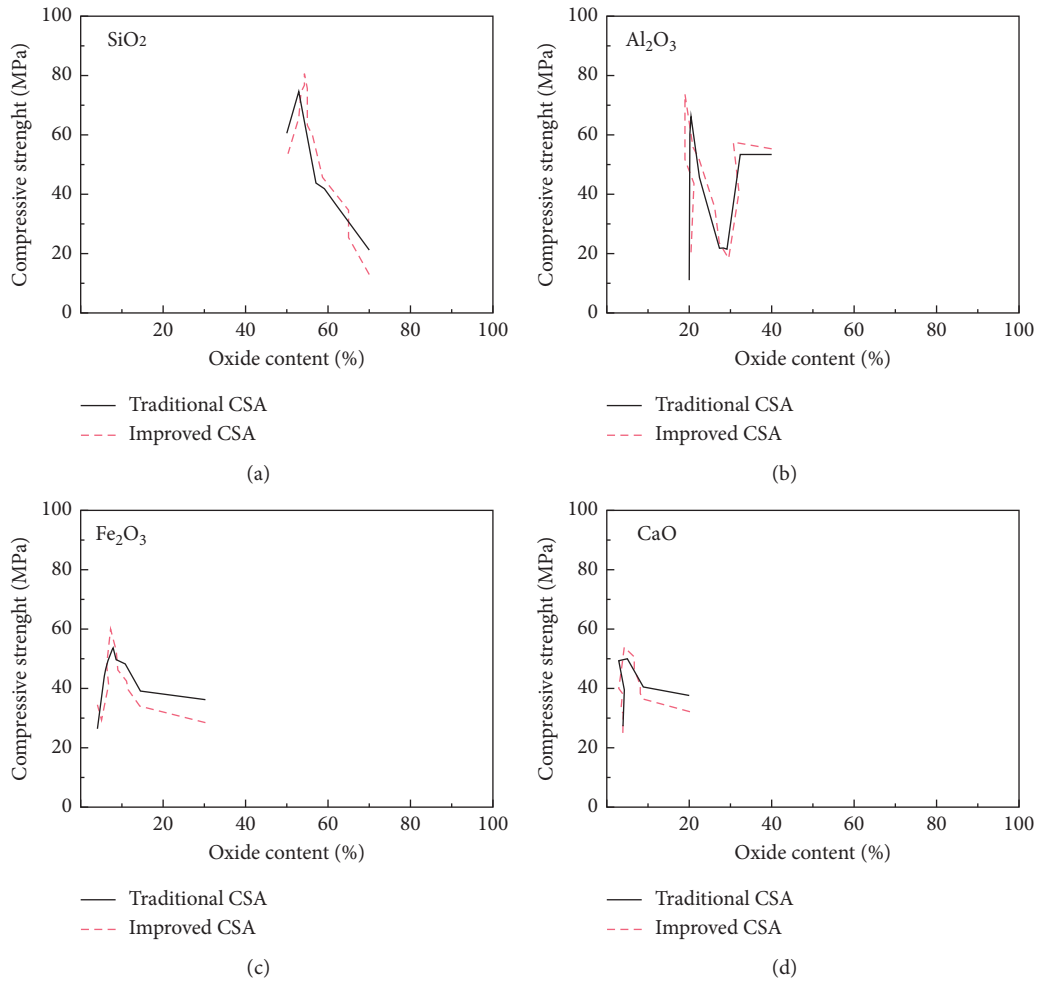 100
80
60
40
20
0
Compressive strenght (MPa)
SiO2
0 20 40 60 80 100
Oxide content (%)
Traditional CSA
Improved CSA
(a)
100
80
60
40
20
0
Compressive strenght (MPa)
Al₂O₃
20 40 60 80 100
Oxide content (%)
Traditional CSA
Improved CSA
(b)
100
80
60
40
20
0
Compressive strenght (MPa)
Fe₂O₃
20 40 60 80 100
Oxide content (%)
Traditional CSA
Improved CSA
(c)
100
80
60
40
20
0
Compressive strenght (MPa)
CaO
20 40 60 80 100
Oxide content (%)
Traditional CSA
Improved CSA
(d)